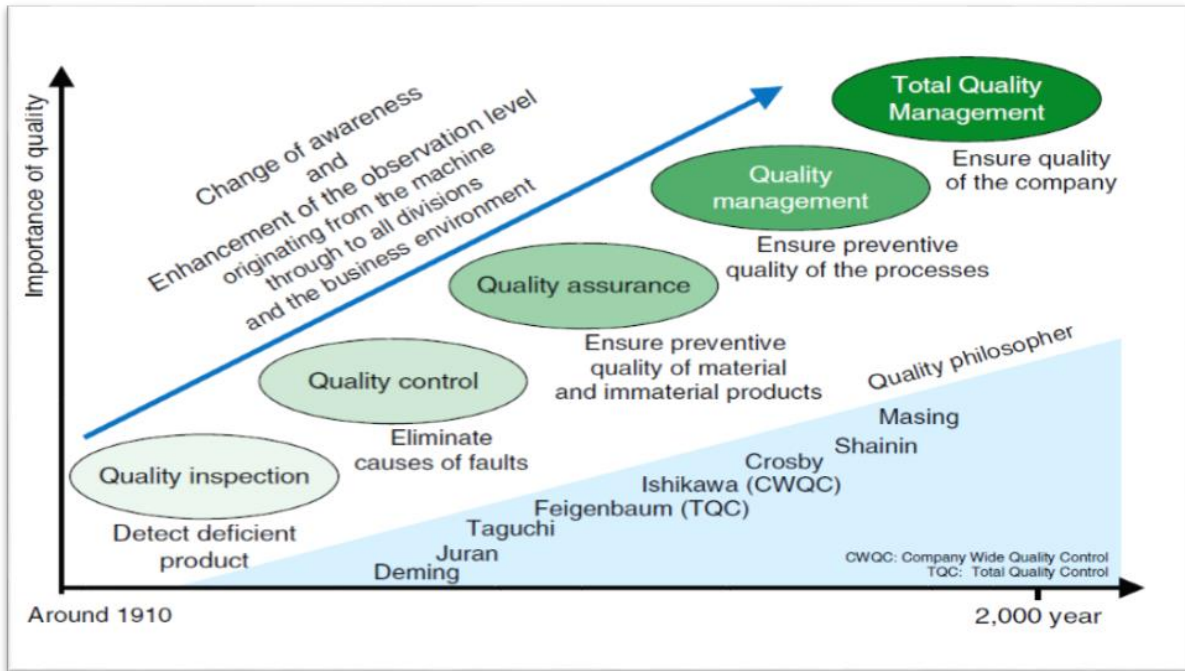 Importance of quality
Change of awareness
and
Enhancement of the observation level
originating from the machine
through to all divisions
and the business environment
Total Quality
Management
Ensure quality
of the company
Quality
management
Ensure preventive
quality of the processes
Quality assurance
Ensure preventive
quality of material
and immaterial products
Quality control
Eliminate
causes of faults
Quality inspection
Detect deficient
product
Quality philosopher
Masing
Shainin
Crosby
Ishikawa (CWQC)
Feigenbaum (TQC)
Taguchi
Juran
Deming
CWQC: Company Wide Quality Control
TQC: Total Quality Control
Around 1910
2,000 year